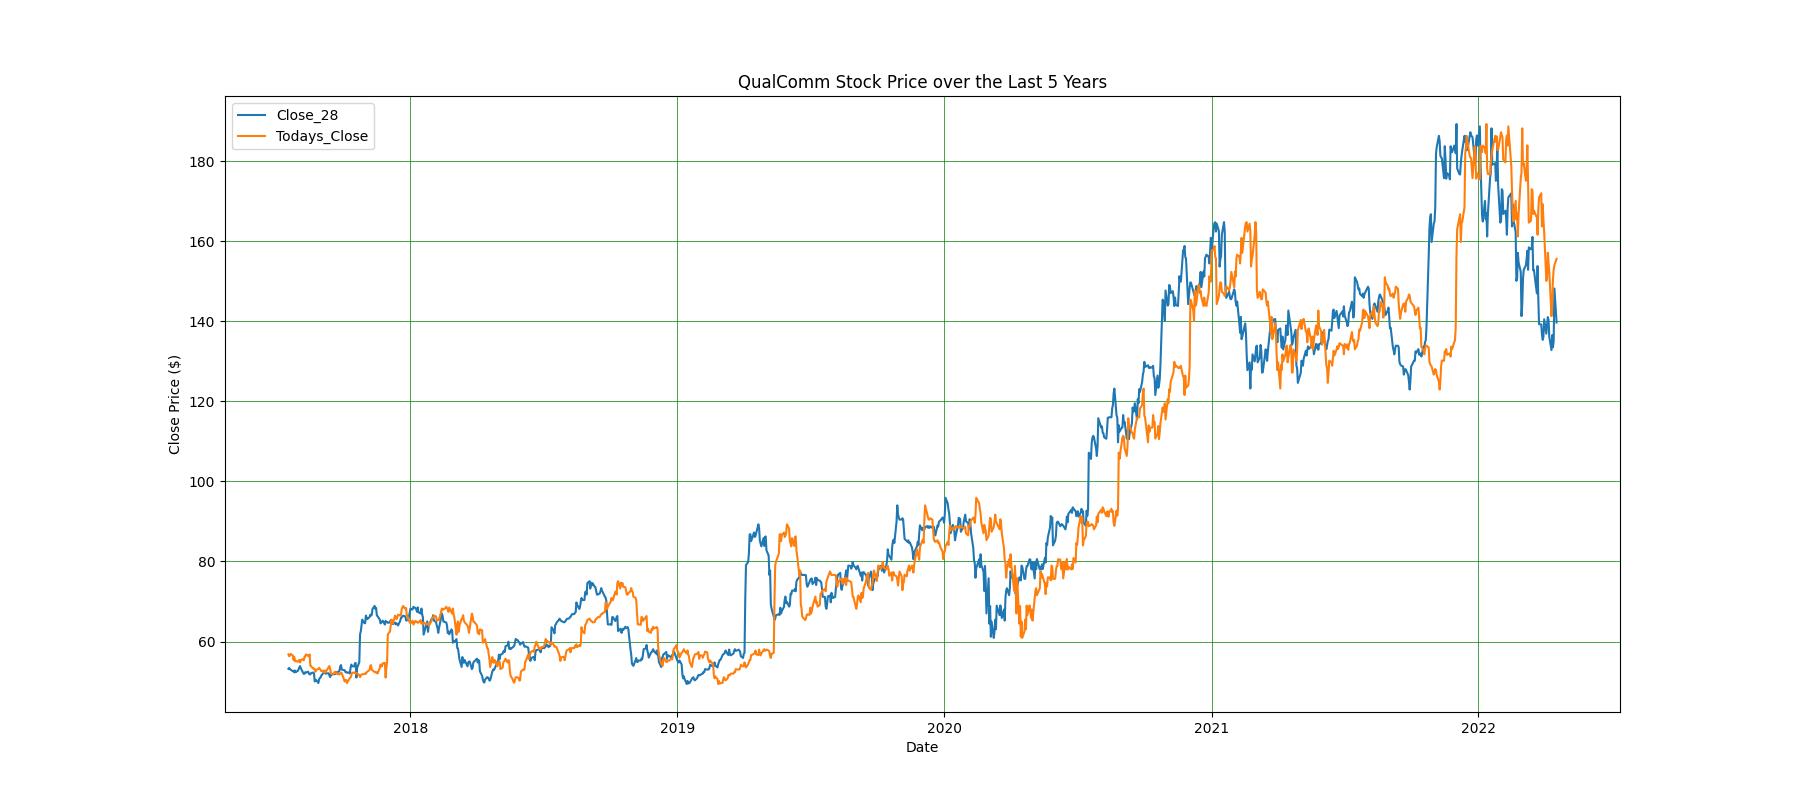 QualComm Stock Price over the Last 5 Years
Close_28
Todays_Close
180
160
140
120
100
80
60
Close Price ($)
2018 2019 2020 2021 2022
Date